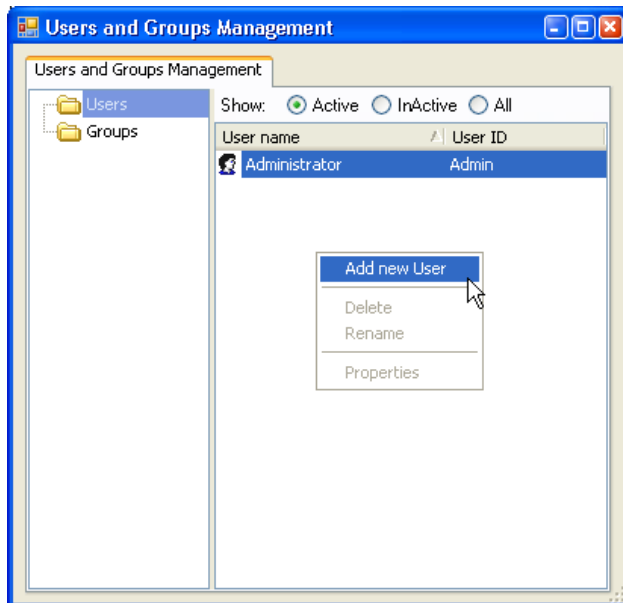 Users and Groups Management
Users and Groups Management
Users
Groups
Show: Active InActive All
User name User ID
Administrator Admin
Add new User
Delete
Rename
Properties